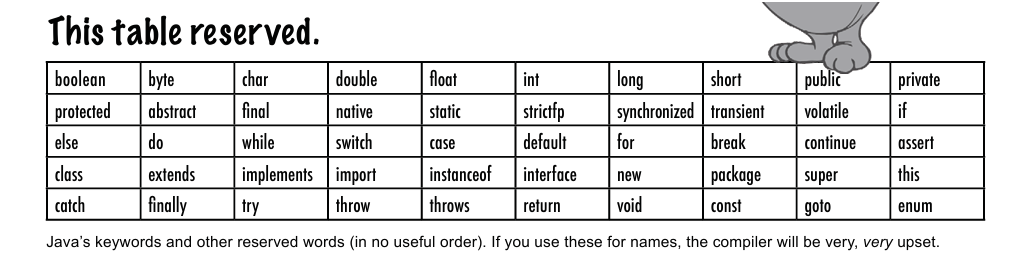 This table reserved.
boolean byte char double float int long short public private
protected abstract final native static strictfp synchronized transient volatile if
else do while switch case default for break continue assert
class extends implements import instanceof interface new package super this
catch finally try throw throws return void const goto enum
Java’s keywords and other reserved words (in no useful order). If you use these for names, the compiler will be very, very upset.